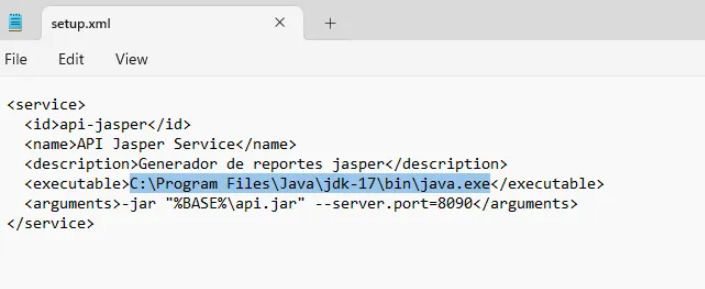 setup.xml
File Edit View
<service>
  <id>api-jasper</id>
  <name>API Jasper Service</name>
  <description>Generador de reportes jasper</description>
  <executable>C:\Program Files\Java\jdk-17\bin\java.exe</executable>
  <arguments>-jar "%BASE%\api.jar" --server.port=8090</arguments>
</service>